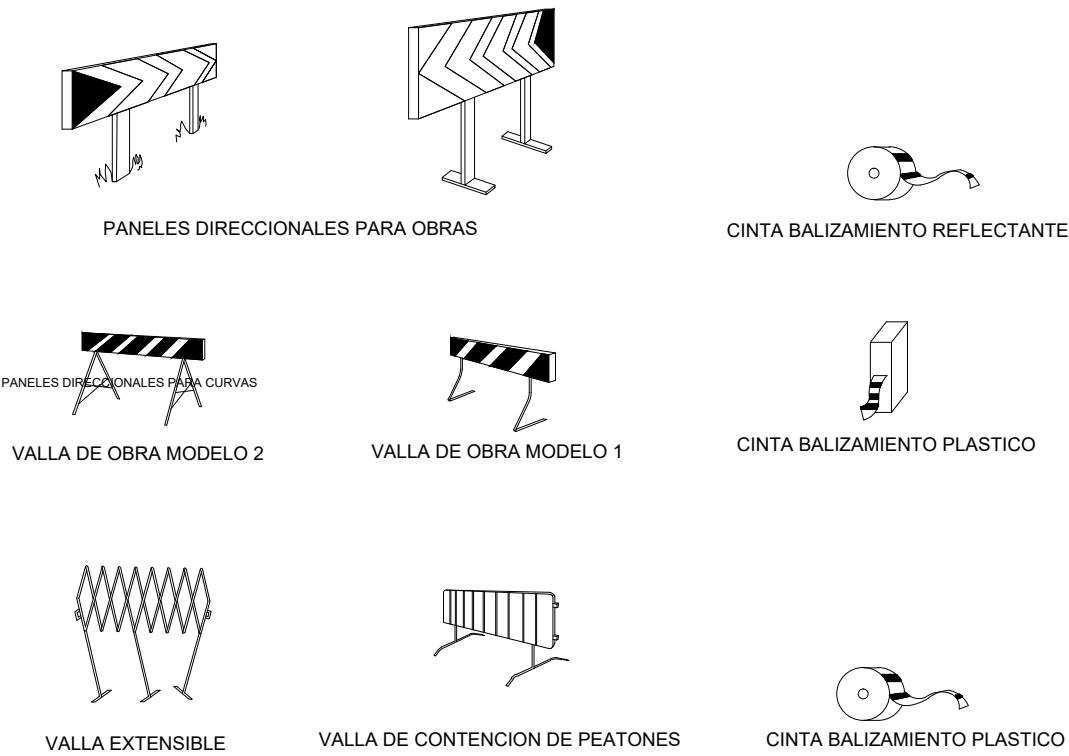 PANELES DIRECCIONALES PARA OBRAS
CINTA BALIZAMIENTO REFLECTANTE
PANELES DIRECCIONALES PARA CURVAS
VALLA DE OBRA MODELO 2
VALLA DE OBRA MODELO 1
CINTA BALIZAMIENTO PLASTICO
VALLA EXTENSIBLE
VALLA DE CONTENCION DE PEATONES
CINTA BALIZAMIENTO PLASTICO